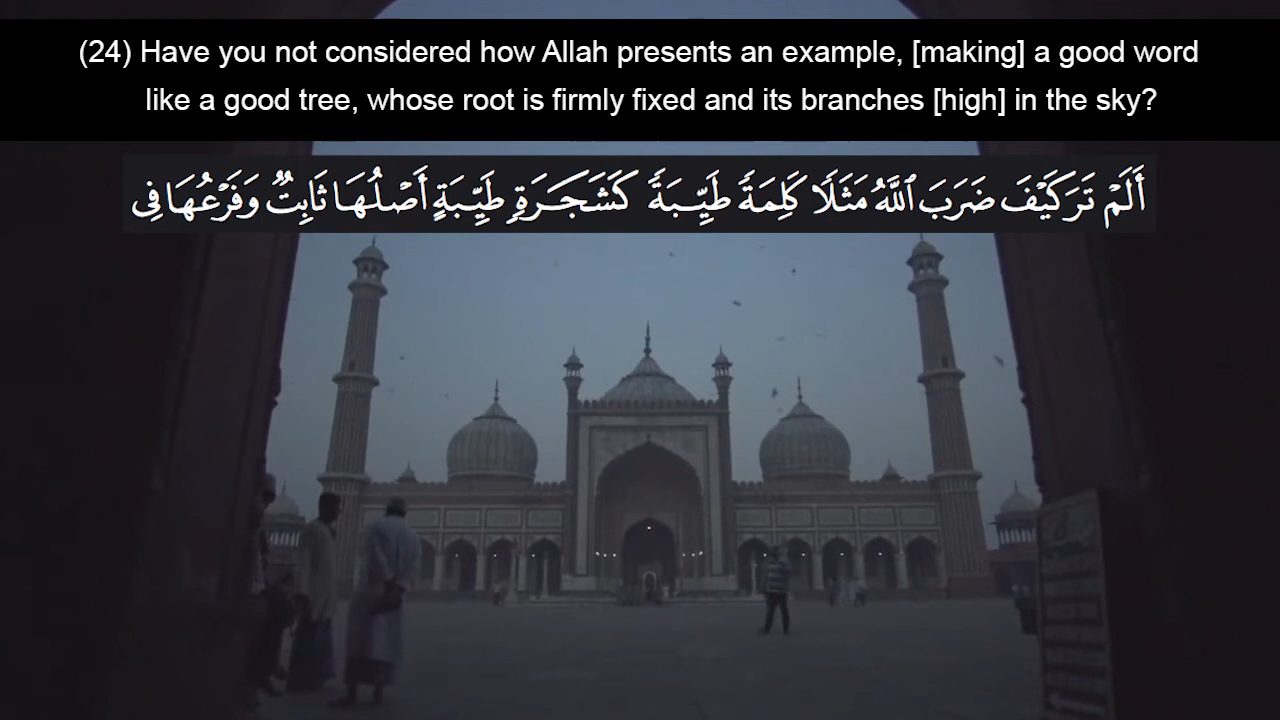 (24) Have you not considered how Allah presents an example, [making] a good word
like a good tree, whose root is firmly fixed and its branches [high] in the sky?
أَلَمْ تَرَ كَيْفَ ضَرَبَ ٱللَّهُ مَثَلًا كَلِمَةً طَيِّبَةً كَشَجَرَةٍ طَيِّبَةٍ أَصْلُهَا ثَابِتٌ وَفَرْعُهَا فِى